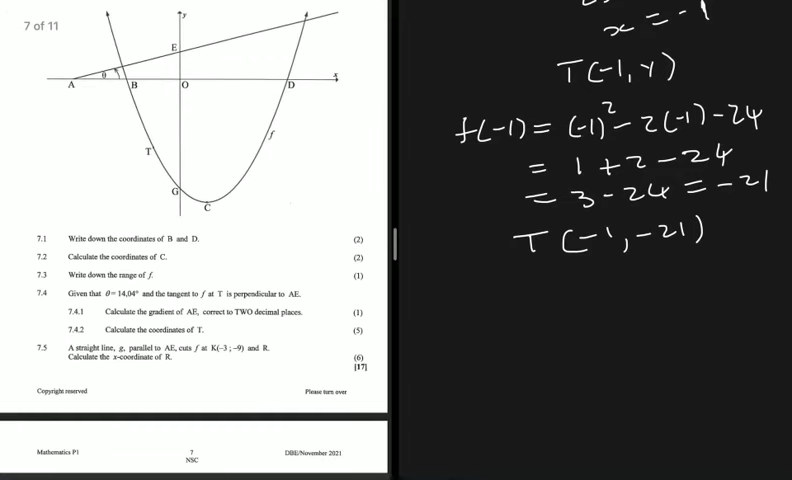 7 of 11
y
E
θ
x
A
B
O
D
f
T
G
C
7.1 Write down the coordinates of B and D. (2)
7.2 Calculate the coordinates of C. (2)
7.3 Write down the range of f. (1)
7.4 Given that θ = 14,04° and the tangent to f at T is perpendicular to AE.
7.4.1 Calculate the gradient of AE, correct to TWO decimal places. (1)
7.4.2 Calculate the coordinates of T. (5)
7.5 A straight line, g, parallel to AE, cuts f at K(–3 ; –9) and R.
Calculate the x-coordinate of R. (6)
[17]
Copyright reserved Please turn over
Mathematics P1 7 DBE/November 2021
NSC
x = -1
T(-1, Y)
f(-1) = (-1)² - 2(-1) - 24
= 1 + 2 - 24
= 3 - 24 = -21
T(-1, -21)